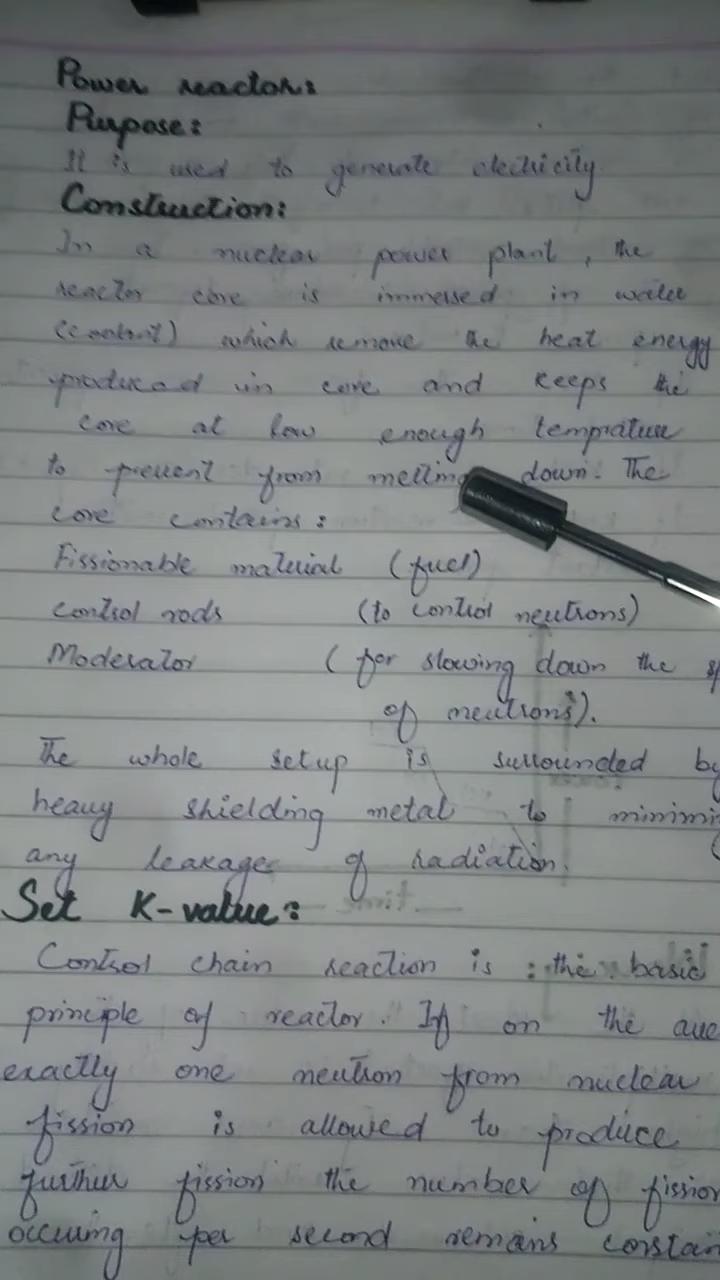 Power reactor:
Purpose:
It is used to generate electricity
Construction:
In a nuclear power plant, the
reactor core is immersed in water
(coolant) which remove the heat energy
produced in core and keeps the
core at low enough temprature
to prevent from melting down. The
core contains:
Fissionable material (fuel)
Control rods (to control neutrons)
Moderator (for slowing down the
of neutrons).
The whole setup is surrounded by
heavy shielding metal to minimi
any leakage of radiation.
Set K-value:
Control chain reaction is : the basic
principle of reactor. If on the ave
exactly one neutron from nuclear
fission is allowed to produce
further fission the number of fission
occuring per second remains constan